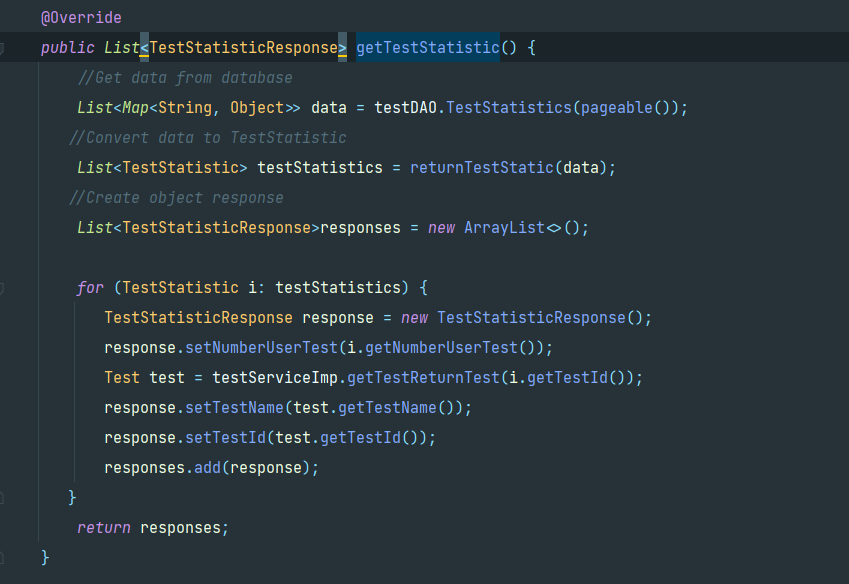 @Override
public List<TestStatisticResponse> getTestStatistic() {
//Get data from database
List<Map<String, Object>> data = testDAO.TestStatistics(pageable());
//Convert data to TestStatistic
List<TestStatistic> testStatistics = returnTestStatic(data);
//Create object response
List<TestStatisticResponse>responses = new ArrayList<>();
for (TestStatistic i: testStatistics) {
TestStatisticResponse response = new TestStatisticResponse();
response.setNumberUserTest(i.getNumberUserTest());
Test test = testServiceImp.getTestReturnTest(i.getTestId());
response.setTestName(test.getTestName());
response.setTestId(test.getTestId());
responses.add(response);
}
return responses;
}